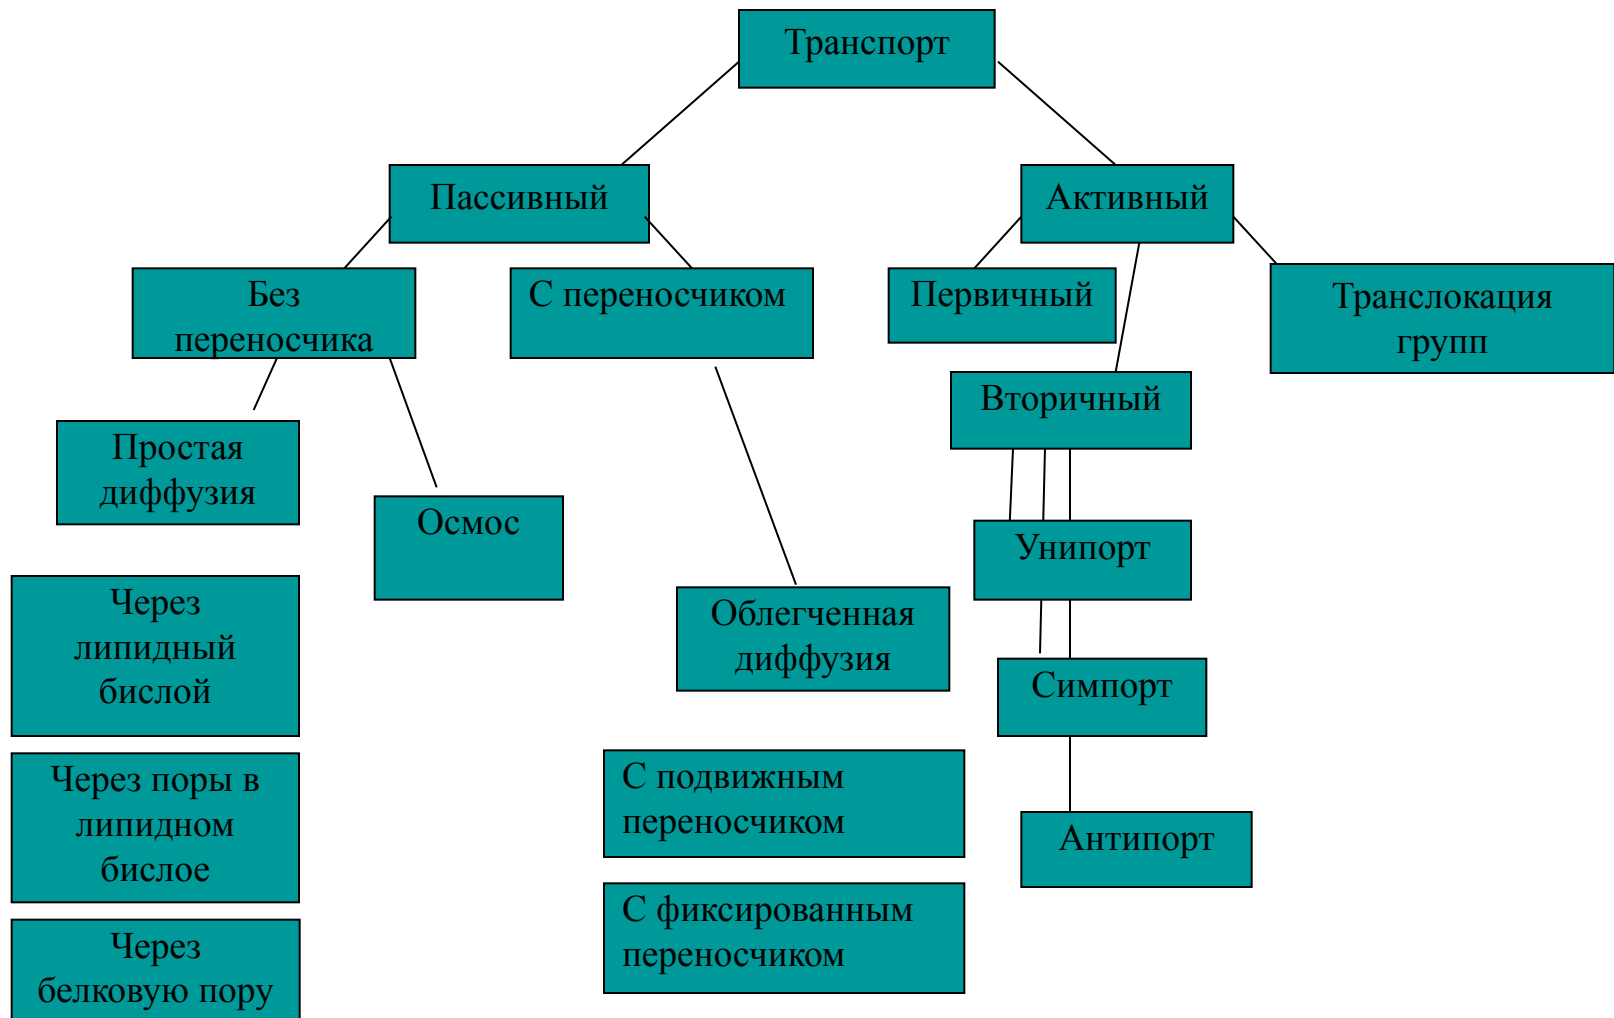 Транспорт
Пассивный
Активный
Без
переносчика
С переносчиком
Первичный
Транслокация
групп
Вторичный
Простая
диффузия
Осмос
Унипорт
Через
липидный
бислой
Облегченная
диффузия
Симпорт
Через поры в
липидном
бислое
С подвижным
переносчиком
Антипорт
С фиксированным
переносчиком
Через
белковую пору